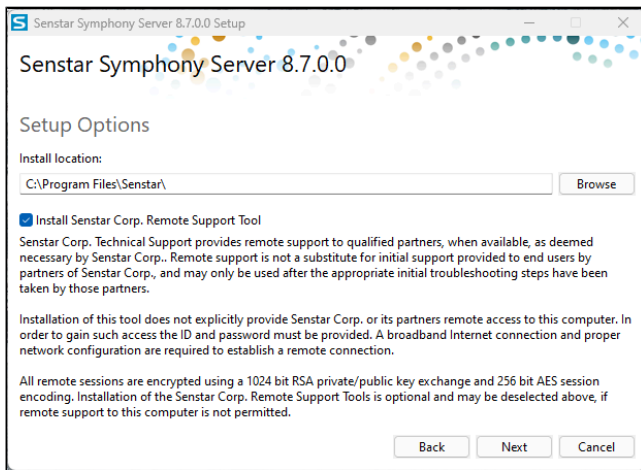 Senstar Symphony Server 8.7.0.0 Setup
Senstar Symphony Server 8.7.0.0
Setup Options
Install location:
C:\Program Files\Senstar\
Browse
Install Senstar Corp. Remote Support Tool
Senstar Corp. Technical Support provides remote support to qualified partners, when available, as deemed
necessary by Senstar Corp.. Remote support is not a substitute for initial support provided to end users by
partners of Senstar Corp., and may only be used after the appropriate initial troubleshooting steps have been
taken by those partners.
Installation of this tool does not explicitly provide Senstar Corp. or its partners remote access to this computer. In
order to gain such access the ID and password must be provided. A broadband Internet connection and proper
network configuration are required to establish a remote connection.
All remote sessions are encrypted using a 1024 bit RSA private/public key exchange and 256 bit AES session
encoding. Installation of the Senstar Corp. Remote Support Tools is optional and may be deselected above, if
remote support to this computer is not permitted.
Back
Next
Cancel